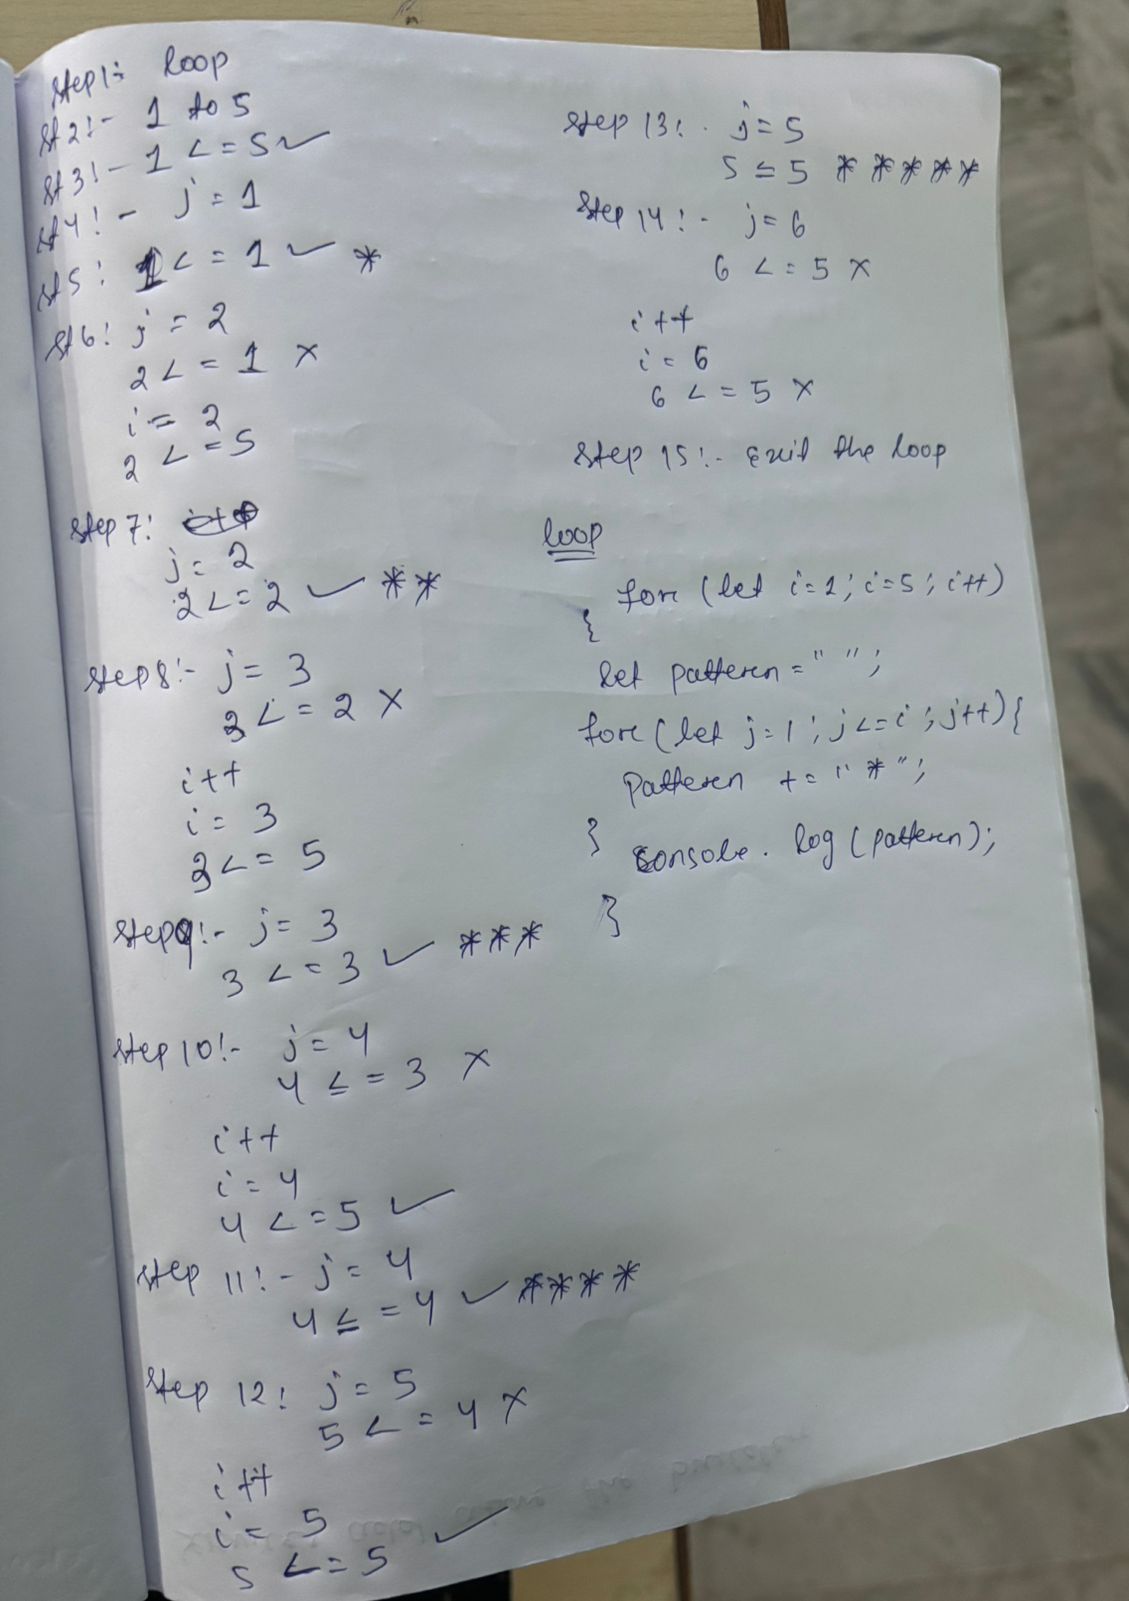 Step1:- loop
St2:- 1 to 5
St3:- 1 <= 5 ✓
St4:- j = 1
St5: 1 <= 1 ✓ *
St6: j = 2
2 <= 1 ×
i = 2
2 <= 5
Step 7:
j = 2
2 <= 2 ✓ **
Step8:- j = 3
3 <= 2 ×
i++
i = 3
3 <= 5
Step9:- j = 3
3 <= 3 ✓ ***
Step 10:- j = 4
4 <= 3 ×
i++
i = 4
4 <= 5 ✓
Step 11:- j = 4
4 <= 4 ✓ ****
Step 12: j = 5
5 <= 4 ×
i++
i = 5
5 <= 5 ✓
Step 13:- j = 5
5 ≤ 5 * * * * *
Step 14:- j = 6
6 <= 5 ×
i++
i = 6
6 <= 5 ×
Step 15:- Exit the loop
loop
for (let i=1; i=5; i++)
{
let patteren = " ";
for (let j=1; j<=i; j++) {
Patteren += "*";
}
console.log (patteren);
}